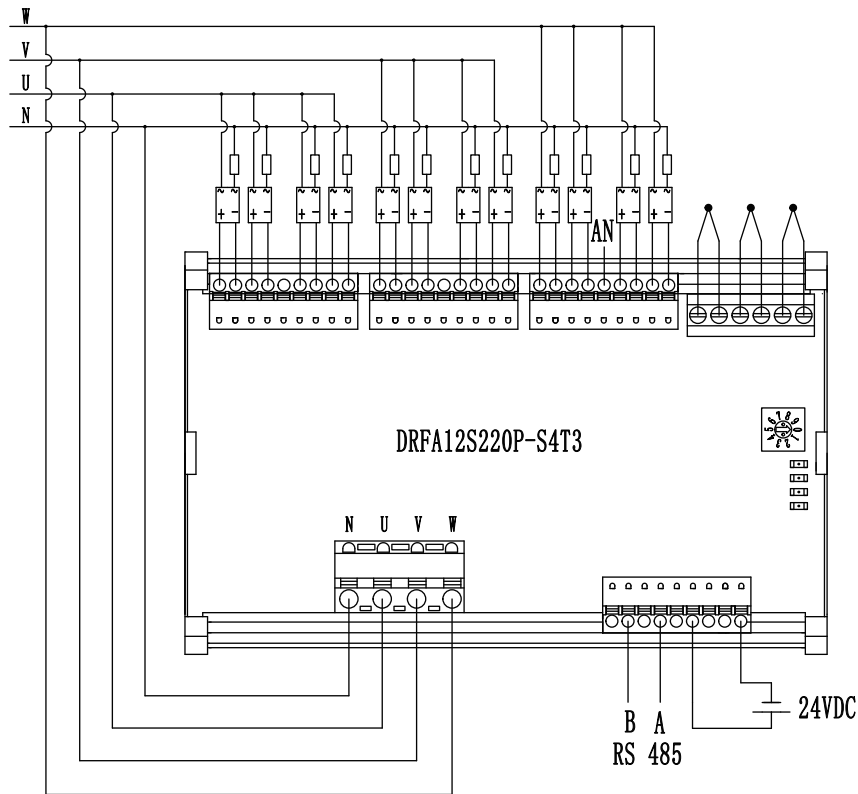 W
V
U
N
AN
DRFA12S220P-S4T3
N U V W
B A
24VDC
RS 485